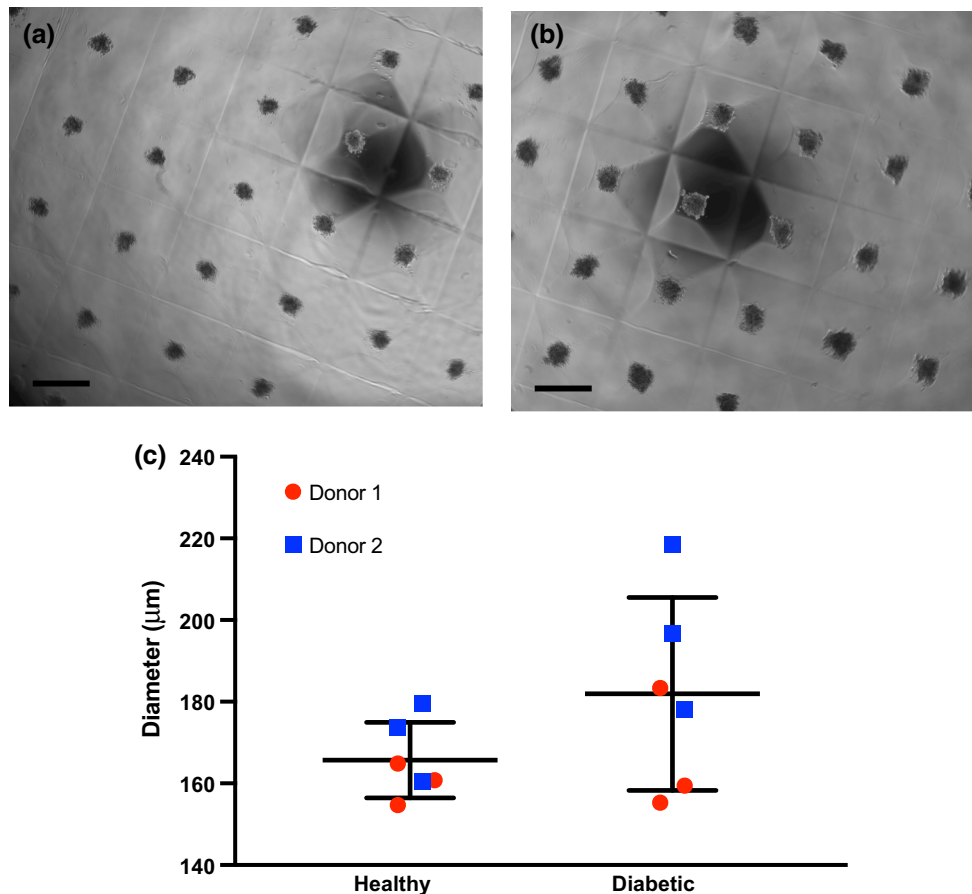 (a)
(b)
(c)
240
220
200
180
160
140
Diameter (μm)
Donor 1
Donor 2
Healthy
Diabetic